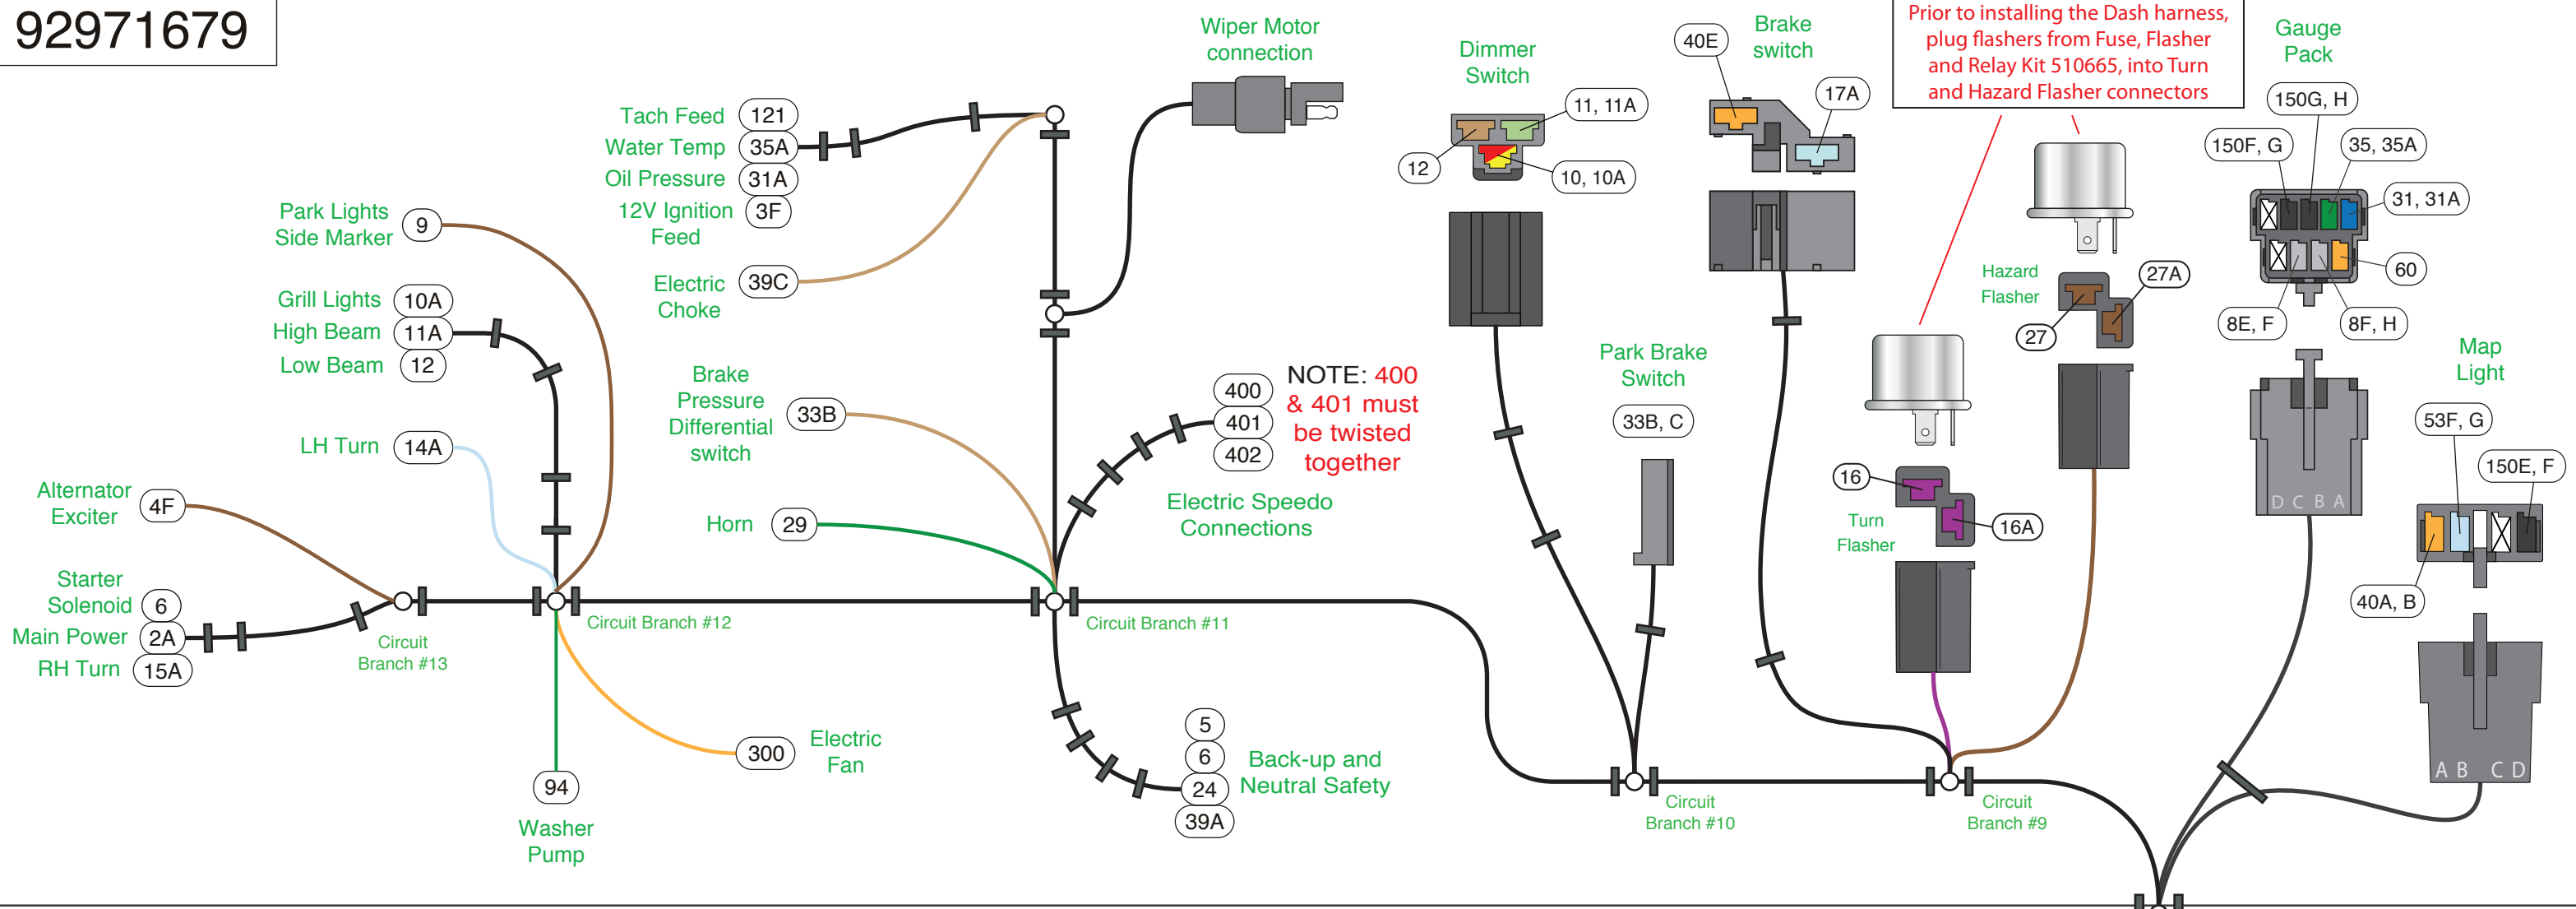 92971679
Wiper Motor
connection
Dimmer
Switch
40E
Brake
switch
17A
Prior to installing the Dash harness,
plug flashers from Fuse, Flasher
and Relay Kit 510665, into Turn
and Hazard Flasher connectors
Gauge
Pack
150G, H
150F, G
35, 35A
31, 31A
60
8E, F
8F, H
11, 11A
12
10, 10A
Tach Feed 121
Water Temp 35A
Oil Pressure 31A
12V Ignition 3F
Feed
Electric
Choke
39C
Park Lights
Side Marker
9
Grill Lights 10A
High Beam 11A
Low Beam 12
LH Turn 14A
Alternator
Exciter
4F
Starter
Solenoid 6
Main Power 2A
RH Turn 15A
Circuit
Branch #13
Circuit Branch #12
94
Washer
Pump
300
Electric
Fan
Brake
Pressure
Differential
switch
33B
Horn 29
400
401
402
NOTE: 400
& 401 must
be twisted
together
Electric Speedo
Connections
Circuit Branch #11
5
6
24
39A
Back-up and
Neutral Safety
Park Brake
Switch
33B, C
Circuit
Branch #10
Hazard
Flasher
27A
27
16
Turn
Flasher
16A
Circuit
Branch #9
D C B A
Map
Light
53F, G
150E, F
40A, B
A B C D